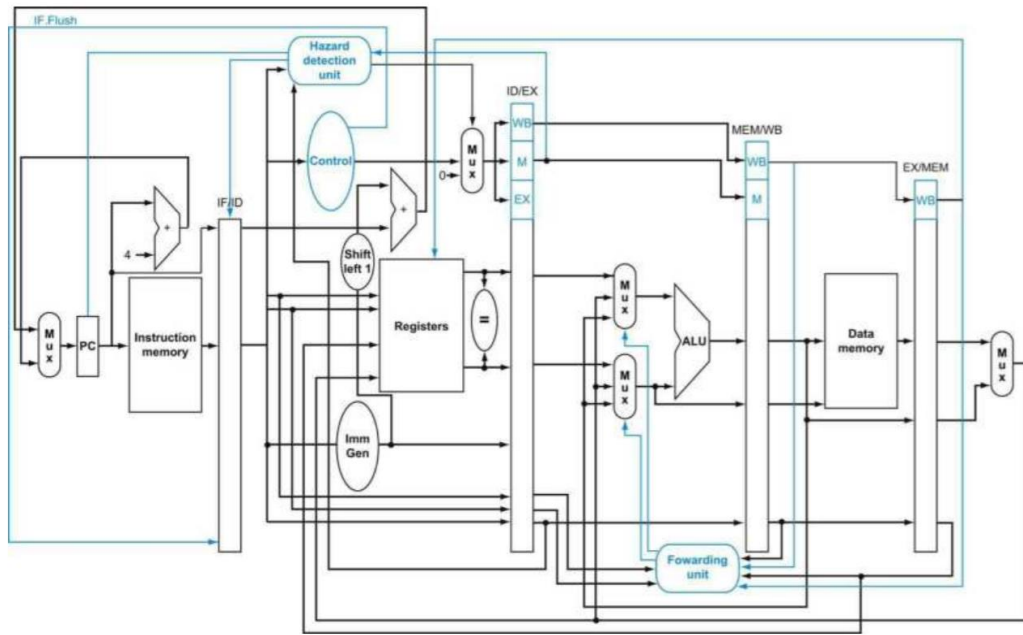 IF.Flush
Hazard
detection
unit
ID/EX
WB
M
EX
Control
M
u
x
0
MEM/WB
WB
M
EX/MEM
WB
IF/ID
+
4
+
Shift
left 1
M
u
x
PC
Instruction
memory
Registers
=
M
u
x
M
u
x
ALU
Data
memory
M
u
x
Imm
Gen
Fowarding
unit